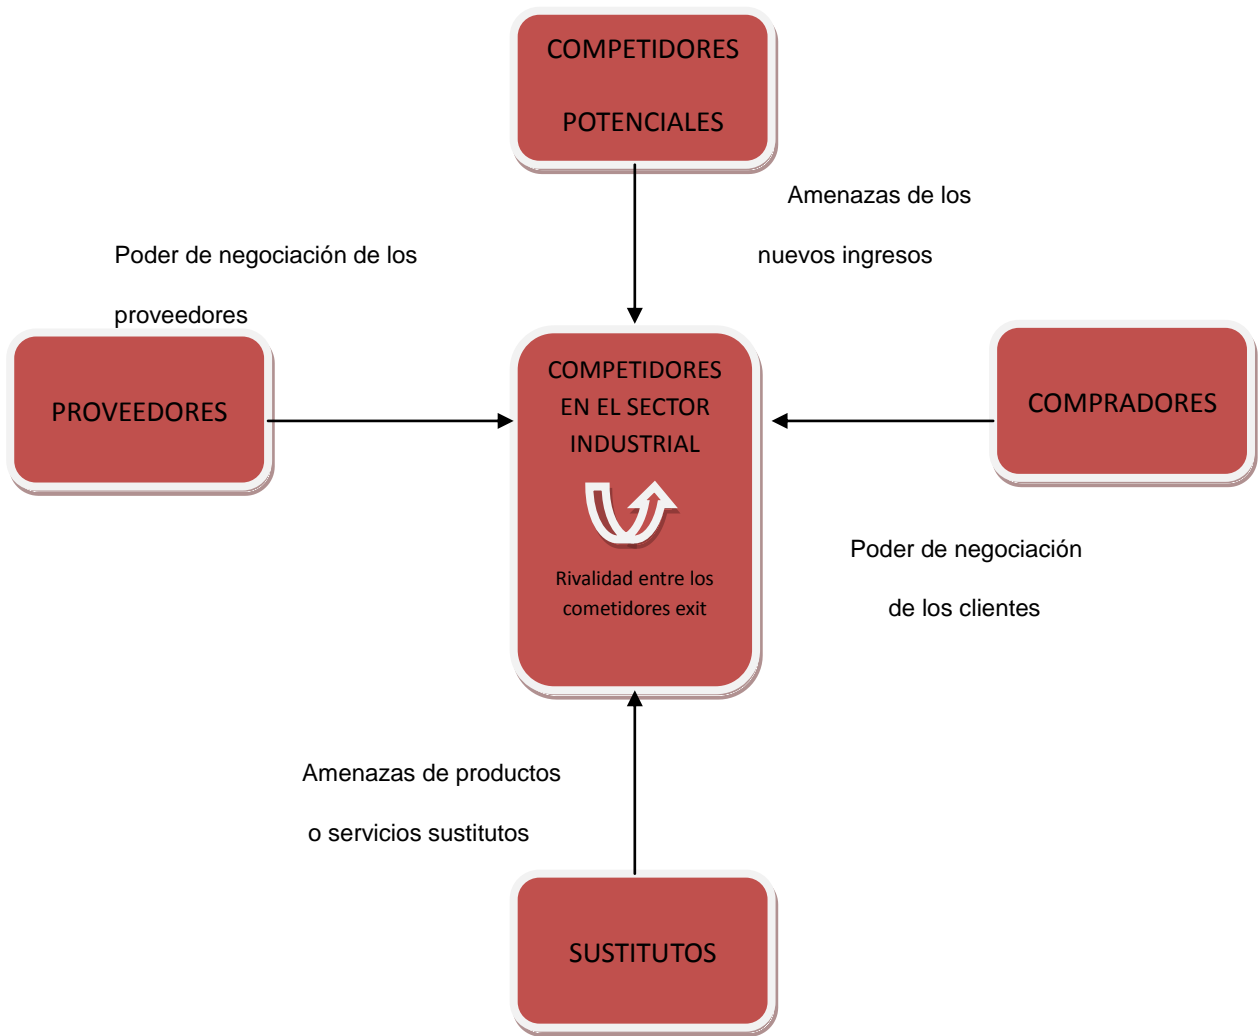 COMPETIDORES
POTENCIALES
Amenazas de los
nuevos ingresos
Poder de negociación de los
proveedores
PROVEEDORES
COMPETIDORES
EN EL SECTOR
INDUSTRIAL
Rivalidad entre los
cometidores exit
COMPRADORES
Poder de negociación
de los clientes
Amenazas de productos
o servicios sustitutos
SUSTITUTOS